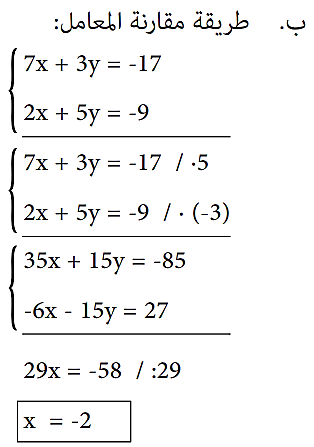 ب. طريقة مقارنة المعامل:
7x + 3y = -17
2x + 5y = -9
7x + 3y = -17 / ·5
2x + 5y = -9 / · (-3)
35x + 15y = -85
-6x - 15y = 27
29x = -58 / :29
x = -2